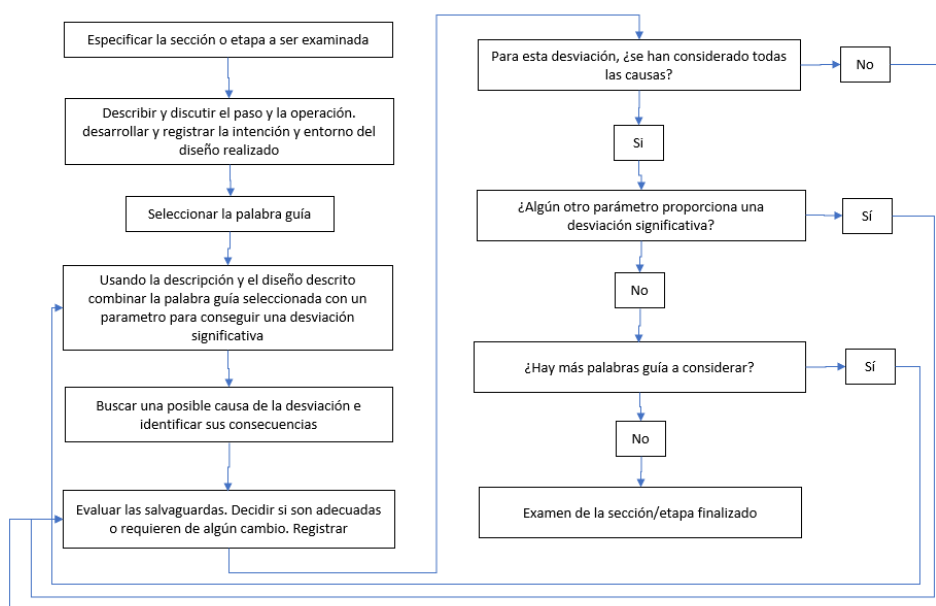 Especificar la sección o etapa a ser examinada
Describir y discutir el paso y la operación.
desarrollar y registrar la intención y entorno del
diseño realizado
Seleccionar la palabra guía
Usando la descripción y el diseño descrito
combinar la palabra guía seleccionada con un
parametro para conseguir una desviación
significativa
Buscar una posible causa de la desviación e
identificar sus consecuencias
Evaluar las salvaguardas. Decidir si son adecuadas
o requieren de algún cambio. Registrar
Para esta desviación, ¿se han considerado todas
las causas?
No
Si
¿Algún otro parámetro proporciona una
desviación significativa?
Sí
No
¿Hay más palabras guía a considerar?
Sí
No
Examen de la sección/etapa finalizado